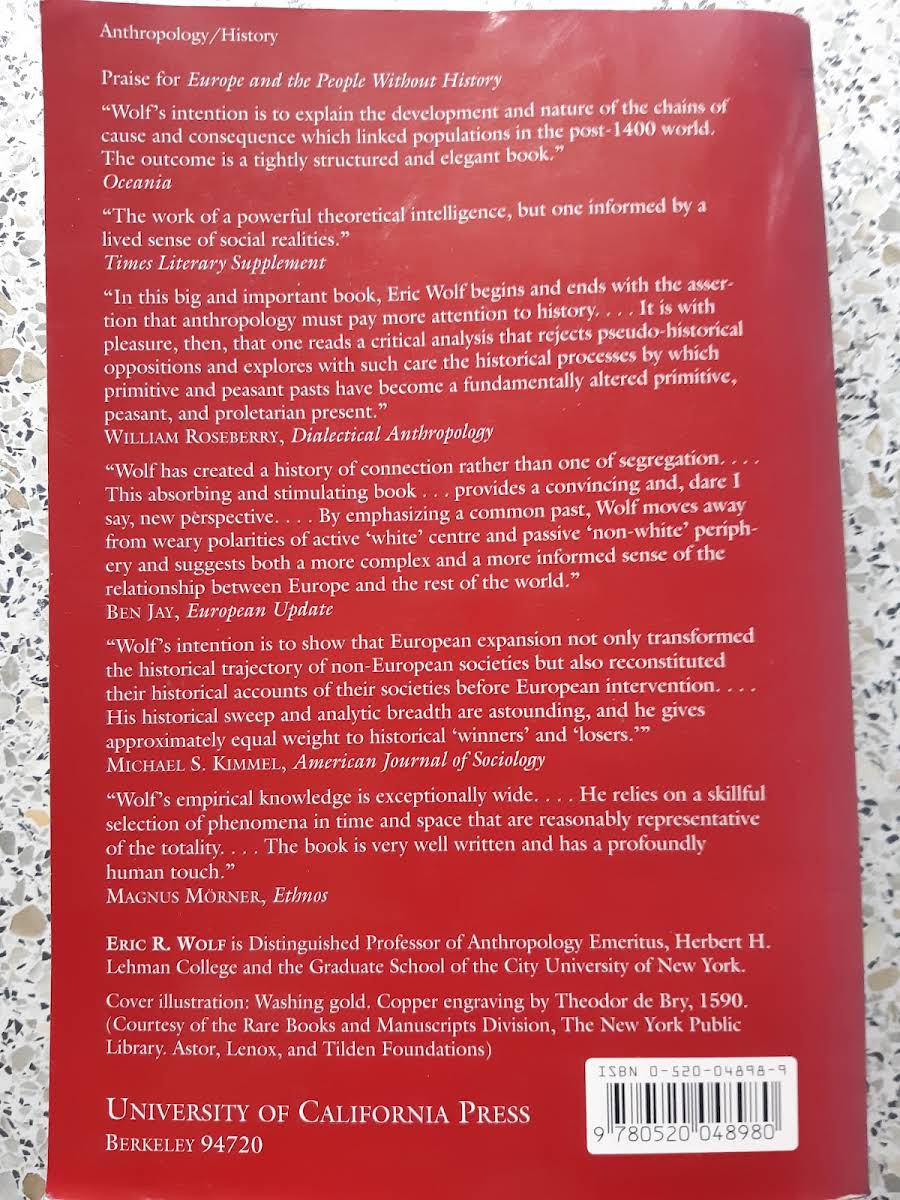 Anthropology/History
Praise for Europe and the People Without History
“Wolf’s intention is to explain the development and nature of the chains of
cause and consequence which linked populations in the post-1400 world.
The outcome is a tightly structured and elegant book.”
Oceania
“The work of a powerful theoretical intelligence, but one informed by a
lived sense of social realities.”
Times Literary Supplement
“In this big and important book, Eric Wolf begins and ends with the asser-
tion that anthropology must pay more attention to history. . . . It is with
pleasure, then, that one reads a critical analysis that rejects pseudo-historical
oppositions and explores with such care the historical processes by which
primitive and peasant pasts have become a fundamentally altered primitive,
peasant, and proletarian present.”
WILLIAM ROSEBERRY, Dialectical Anthropology
“Wolf has created a history of connection rather than one of segregation. . . .
This absorbing and stimulating book . . . provides a convincing and, dare I
say, new perspective. . . . By emphasizing a common past, Wolf moves away
from weary polarities of active ‘white’ centre and passive ‘non-white’ periph-
ery and suggests both a more complex and a more informed sense of the
relationship between Europe and the rest of the world.”
BEN JAY, European Update
“Wolf’s intention is to show that European expansion not only transformed
the historical trajectory of non-European societies but also reconstituted
their historical accounts of their societies before European intervention. . . .
His historical sweep and analytic breadth are astounding, and he gives
approximately equal weight to historical ‘winners’ and ‘losers.’”
MICHAEL S. KIMMEL, American Journal of Sociology
“Wolf’s empirical knowledge is exceptionally wide. . . . He relies on a skillful
selection of phenomena in time and space that are reasonably representative
of the totality. . . . The book is very well written and has a profoundly
human touch.”
MAGNUS MÖRNER, Ethnos
ERIC R. WOLF is Distinguished Professor of Anthropology Emeritus, Herbert H.
Lehman College and the Graduate School of the City University of New York.
Cover illustration: Washing gold. Copper engraving by Theodor de Bry, 1590.
(Courtesy of the Rare Books and Manuscripts Division, The New York Public
Library. Astor, Lenox, and Tilden Foundations)
UNIVERSITY OF CALIFORNIA PRESS
BERKELEY 94720
ISBN 0-520-04898-9
9 780520 048980